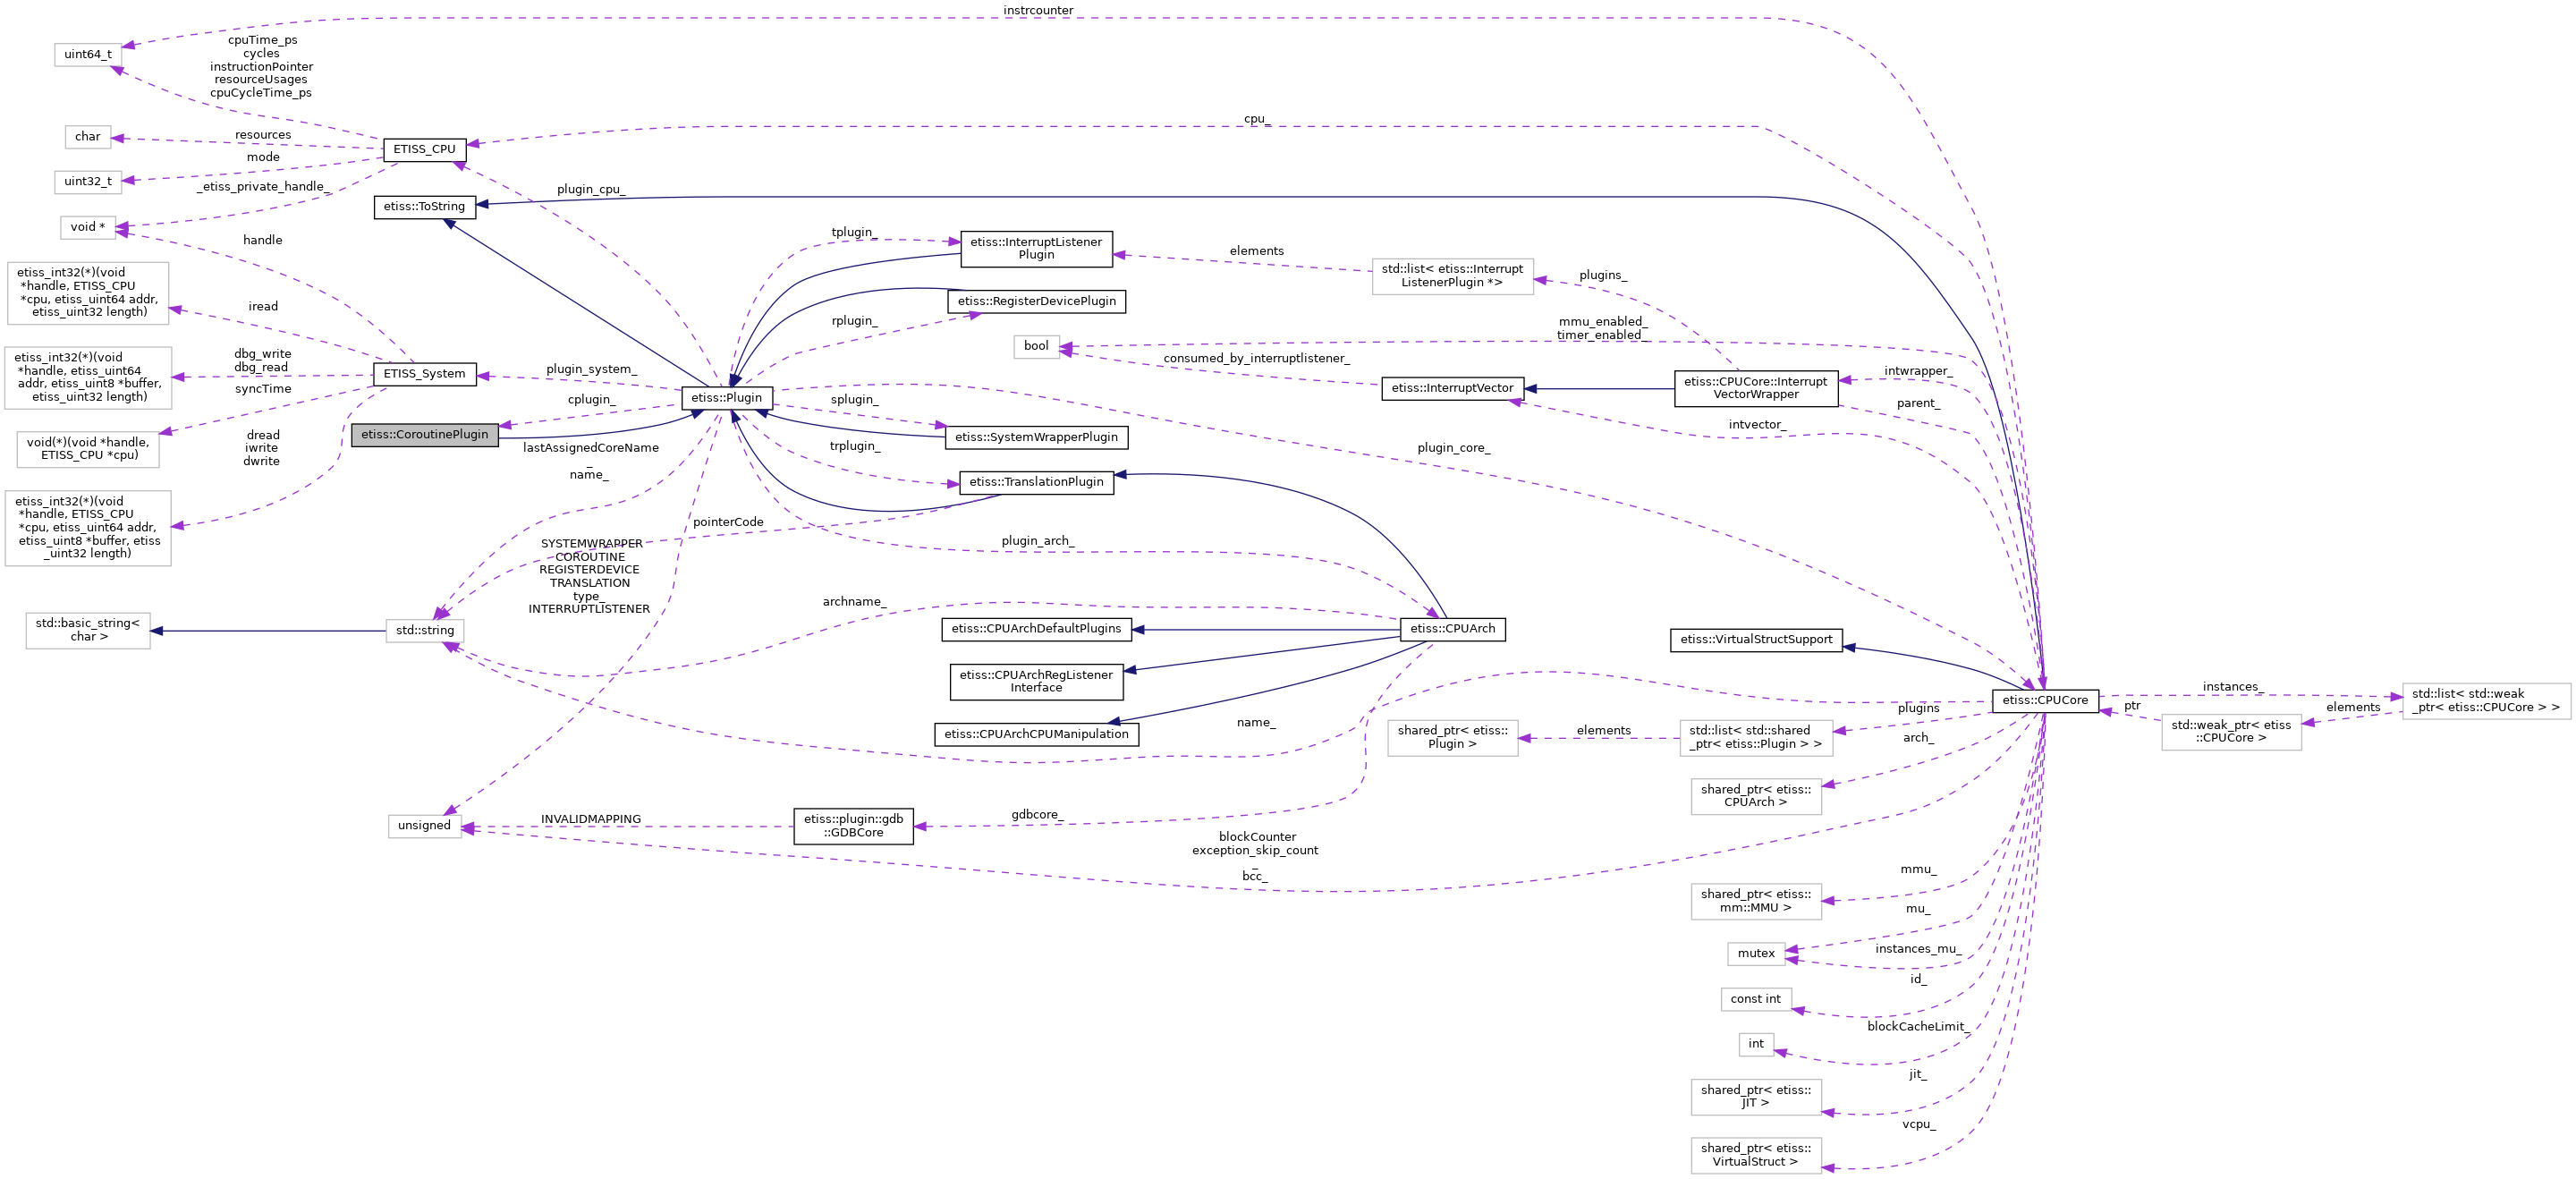 instrcounter
uint64_t
cpuTime_ps
cycles
instructionPointer
resourceUsages
cpuCycleTime_ps
char
resources
mode
uint32_t
_etiss_private_handle_
void *
handle
ETISS_CPU
cpu_
plugin_cpu_
etiss::ToString
etiss_int32(*)(void
*handle, ETISS_CPU
*cpu, etiss_uint64 addr,
etiss_uint32 length)
iread
etiss_int32(*)(void
*handle, etiss_uint64
addr, etiss_uint8 *buffer,
etiss_uint32 length)
dbg_write
dbg_read
syncTime
ETISS_System
void(*)(void *handle,
ETISS_CPU *cpu)
dread
iwrite
dwrite
etiss_int32(*)(void
*handle, ETISS_CPU
*cpu, etiss_uint64 addr,
etiss_uint8 *buffer, etiss
_uint32 length)
plugin_system_
cplugin_
etiss::CoroutinePlugin
etiss::Plugin
lastAssignedCoreName
_
name_
pointerCode
SYSTEMWRAPPER
COROUTINE
REGISTERDEVICE
TRANSLATION
type_
INTERRUPTLISTENER
std::basic_string<
char >
std::string
unsigned
INVALIDMAPPING
tplugin_
etiss::InterruptListener
Plugin
rplugin_
etiss::RegisterDevicePlugin
splugin_
etiss::SystemWrapperPlugin
trplugin_
etiss::TranslationPlugin
plugin_arch_
archname_
etiss::CPUArchDefaultPlugins
etiss::CPUArchRegListener
Interface
etiss::CPUArchCPUManipulation
etiss::plugin::gdb
::GDBCore
gdbcore_
name_
blockCounter
exception_skip_count
_
bcc_
elements
std::list< etiss::Interrupt
ListenerPlugin *>
plugins_
bool
mmu_enabled_
timer_enabled_
consumed_by_interruptlistener_
etiss::InterruptVector
etiss::CPUCore::Interrupt
VectorWrapper
intwrapper_
parent_
intvector_
plugin_core_
etiss::CPUArch
etiss::VirtualStructSupport
etiss::CPUCore
instances_
std::list< std::weak
_ptr< etiss::CPUCore > >
elements
ptr
std::weak_ptr< etiss
::CPUCore >
plugins
std::list< std::shared
_ptr< etiss::Plugin > >
elements
shared_ptr< etiss::
Plugin >
arch_
shared_ptr< etiss::
CPUArch >
mmu_
shared_ptr< etiss::
mm::MMU >
mu_
mutex
instances_mu_
id_
const int
blockCacheLimit_
int
jit_
shared_ptr< etiss::
JIT >
vcpu_
shared_ptr< etiss::
VirtualStruct >